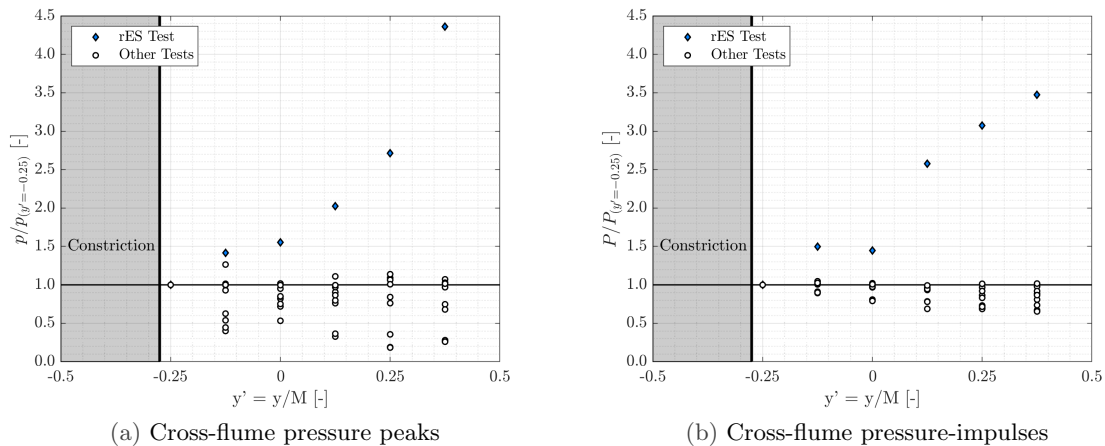 4.5
4.0
3.5
3.0
2.5
2.0
1.5
1.0
0.5
0.0
p/p(y'=−0.25) [-]
rES Test
Other Tests
Constriction
-0.5
-0.25
0
0.25
0.5
y' = y/M [-]
(a) Cross-flume pressure peaks
4.5
4.0
3.5
3.0
2.5
2.0
1.5
1.0
0.5
0.0
P/P(y'=−0.25) [-]
rES Test
Other Tests
Constriction
-0.5
-0.25
0
0.25
0.5
y' = y/M [-]
(b) Cross-flume pressure-impulses